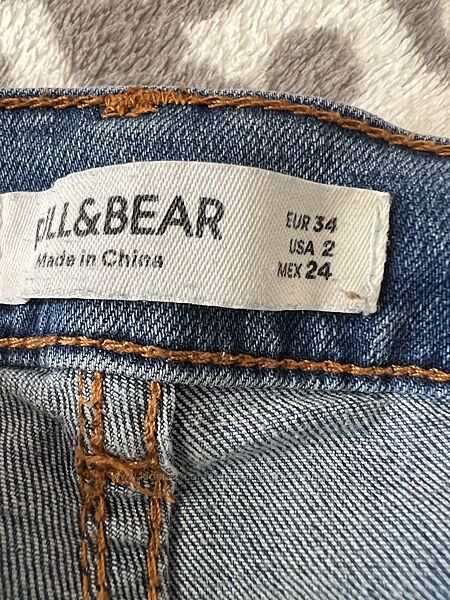 pULL&BEAR
Made in China
EUR 34
USA 2
MEX 24